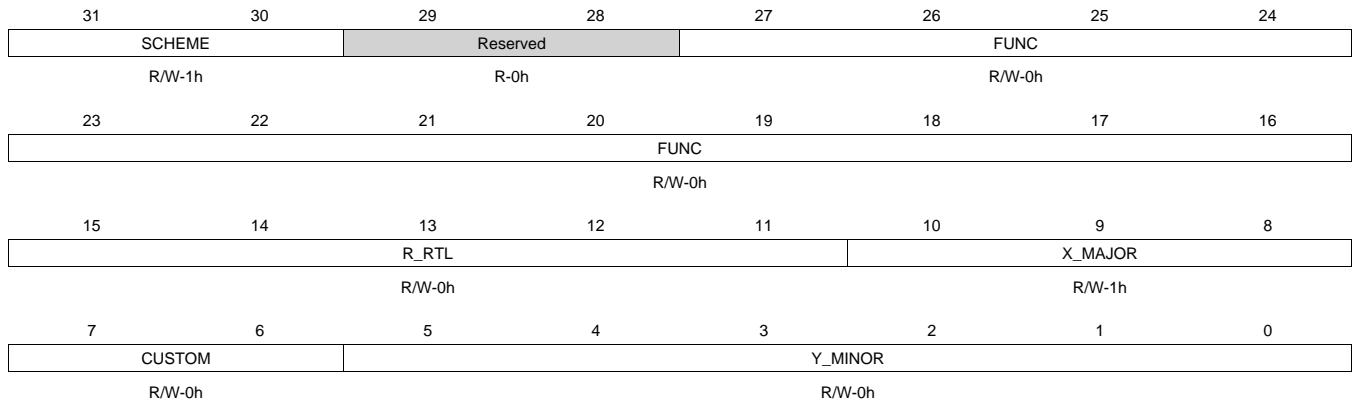 31 30 29 28 27 26 25 24
SCHEME Reserved FUNC
R/W-1h R-0h R/W-0h
23 22 21 20 19 18 17 16
FUNC
R/W-0h
15 14 13 12 11 10 9 8
R_RTL X_MAJOR
R/W-0h R/W-1h
7 6 5 4 3 2 1 0
CUSTOM Y_MINOR
R/W-0h R/W-0h